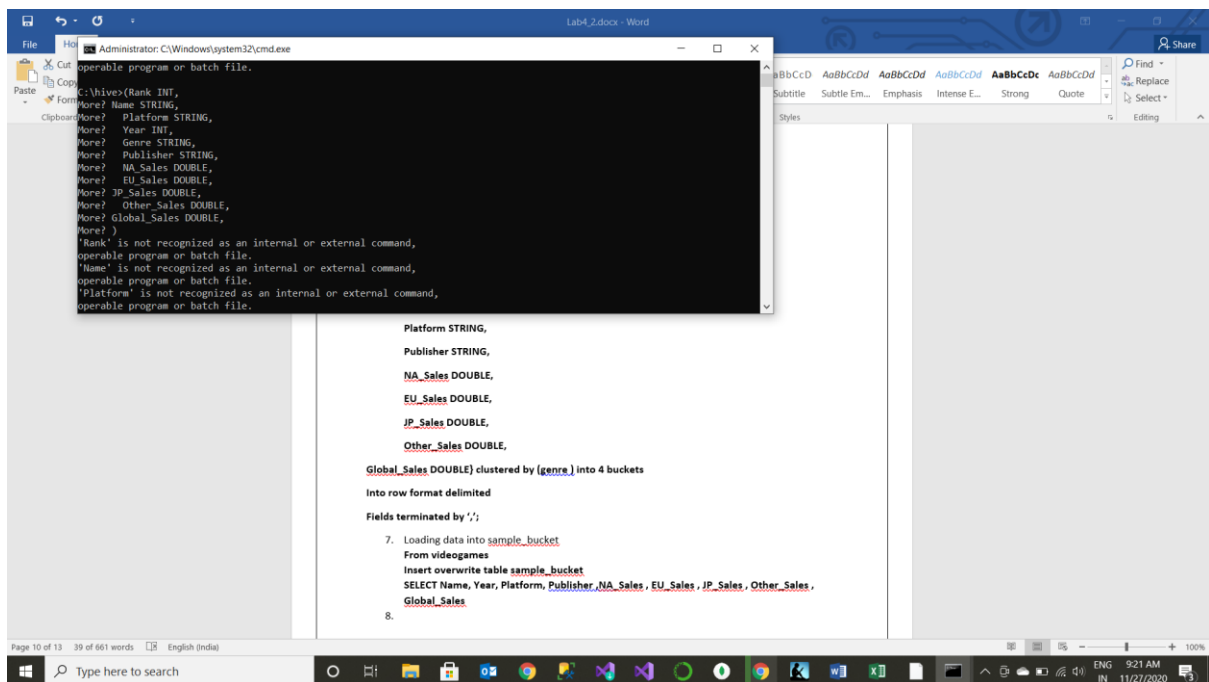 Lab4_2.docx - Word
File
Ho
Share
Administrator: C:\Windows\system32\cmd.exe
Cut
Copy
Paste
Form
Clipboard
operable program or batch file.
C:\hive>(Rank INT,
More? Name STRING,
More?   Platform STRING,
More?   Year INT,
More?   Genre STRING,
More?   Publisher STRING,
More?   NA_Sales DOUBLE,
More?   EU_Sales DOUBLE,
More? JP_Sales DOUBLE,
More?   Other_Sales DOUBLE,
More? Global_Sales DOUBLE,
More? )
'Rank' is not recognized as an internal or external command,
operable program or batch file.
'Name' is not recognized as an internal or external command,
operable program or batch file.
'Platform' is not recognized as an internal or external command,
operable program or batch file.
aBbCcD AaBbCcDd AaBbCcDd AaBbCcDd AaBbCcDc AaBbCcDd
Subtitle Subtle Em... Emphasis Intense E... Strong Quote
Styles
Find
Replace
Select
Editing
Platform STRING,
Publisher STRING,
NA_Sales DOUBLE,
EU_Sales DOUBLE,
JP_Sales DOUBLE,
Other_Sales DOUBLE,
Global_Sales DOUBLE} clustered by (genre ) into 4 buckets
Into row format delimited
Fields terminated by ‘,’;
7. Loading data into sample_bucket
From videogames
Insert overwrite table sample_bucket
SELECT Name, Year, Platform, Publisher ,NA_Sales , EU_Sales , JP_Sales , Other_Sales ,
Global_Sales
8.
Page 10 of 13 39 of 661 words English (India)
100%
Type here to search
ENG
IN
9:21 AM
11/27/2020
3